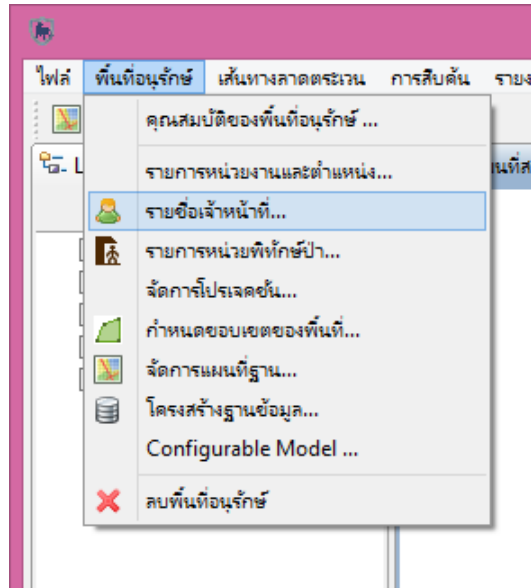 ไฟล์ พื้นที่อนุรักษ์ เส้นทางลาดตระเวน การสืบค้น
คุณสมบัติของพื้นที่อนุรักษ์ ...
รายการหน่วยงานและตำแหน่ง...
รายชื่อเจ้าหน้าที่...
รายการหน่วยพิทักษ์ป่า...
จัดการโปรเจคชัน...
กำหนดขอบเขตของพื้นที่...
จัดการแผนที่ฐาน...
โครงสร้างฐานข้อมูล...
Configurable Model ...
ลบพื้นที่อนุรักษ์